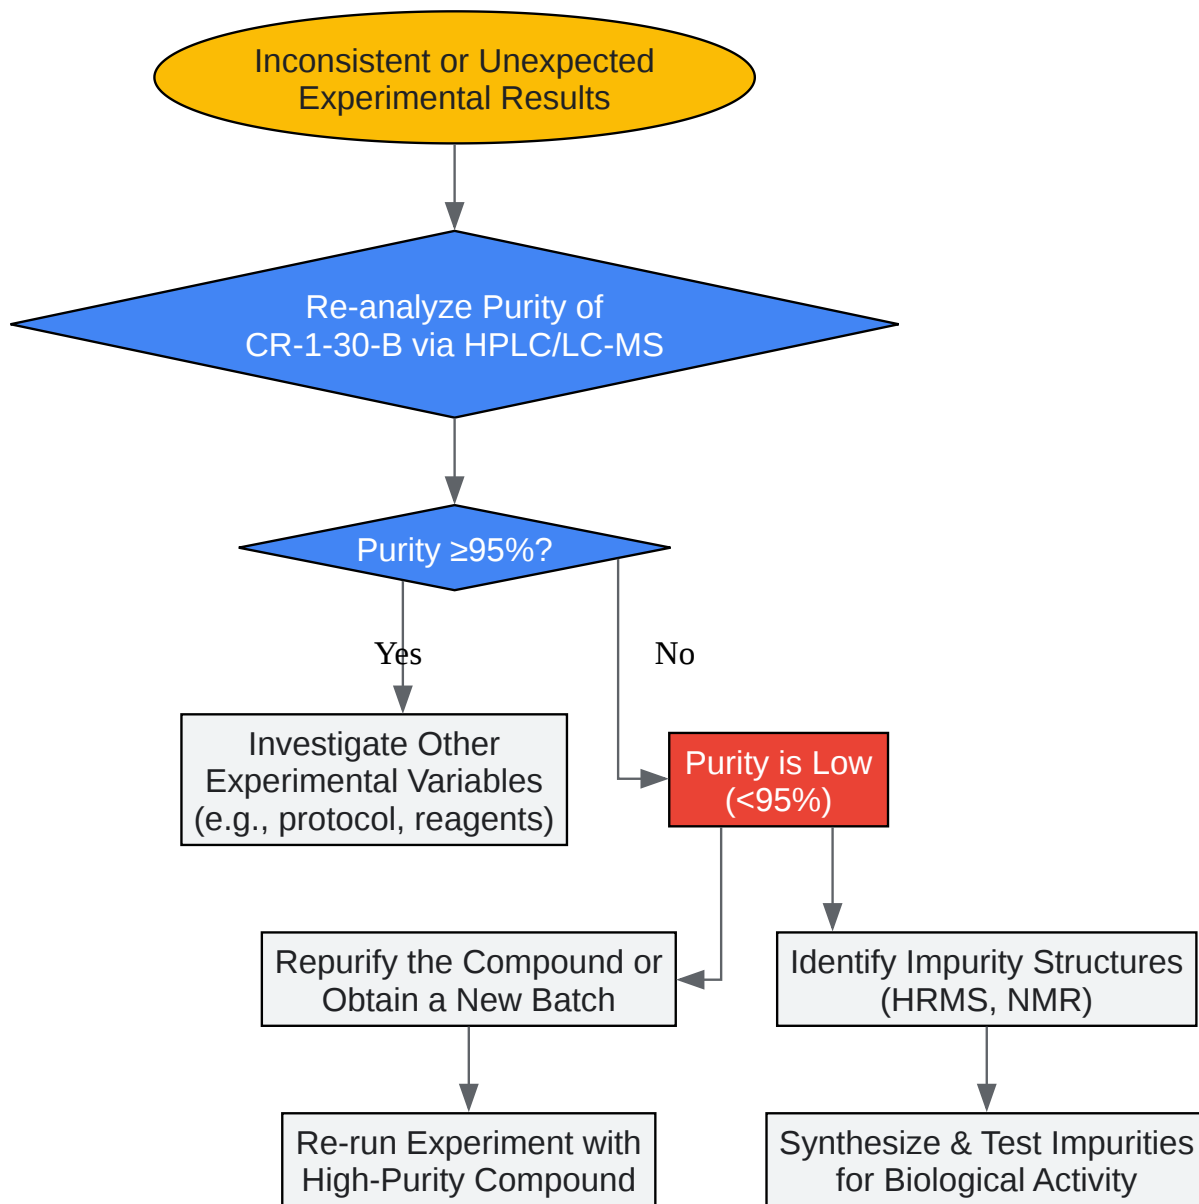 Inconsistent or Unexpected
Experimental Results
Re-analyze Purity of
CR-1-30-B via HPLC/LC-MS
Purity ≥95%?
Yes
No
Investigate Other
Experimental Variables
(e.g., protocol, reagents)
Purity is Low
(<95%)
Repurify the Compound or
Obtain a New Batch
Identify Impurity Structures
(HRMS, NMR)
Re-run Experiment with
High-Purity Compound
Synthesize & Test Impurities
for Biological Activity